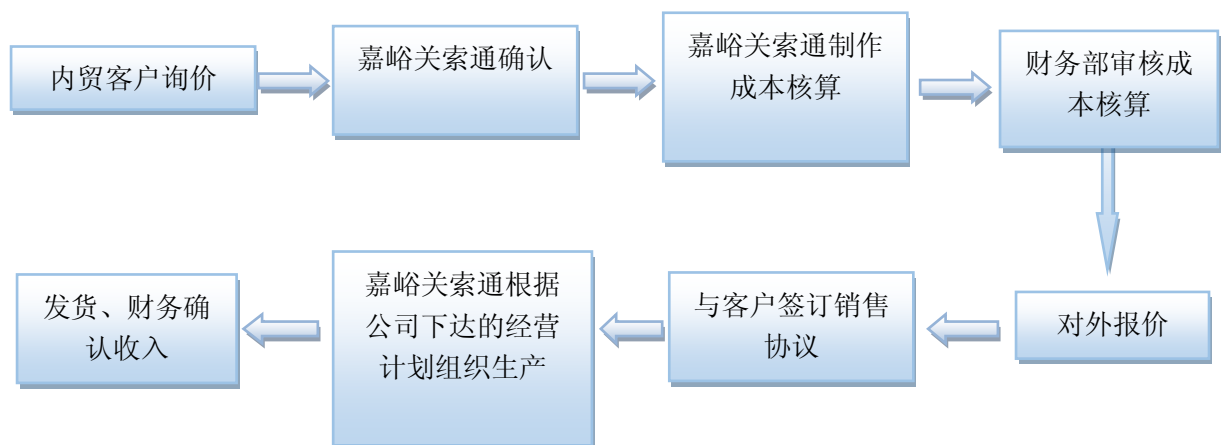 内贸客户询价
嘉峪关索通确认
嘉峪关索通制作
成本核算
财务部审核成
本核算
对外报价
与客户签订销售
协议
嘉峪关索通根据
公司下达的经营
计划组织生产
发货、财务确
认收入